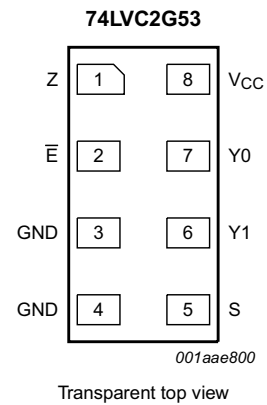 74LVC2G53
Z 1 8 VCC
E̅ 2 7 Y0
GND 3 6 Y1
GND 4 5 S
001aae800
Transparent top view